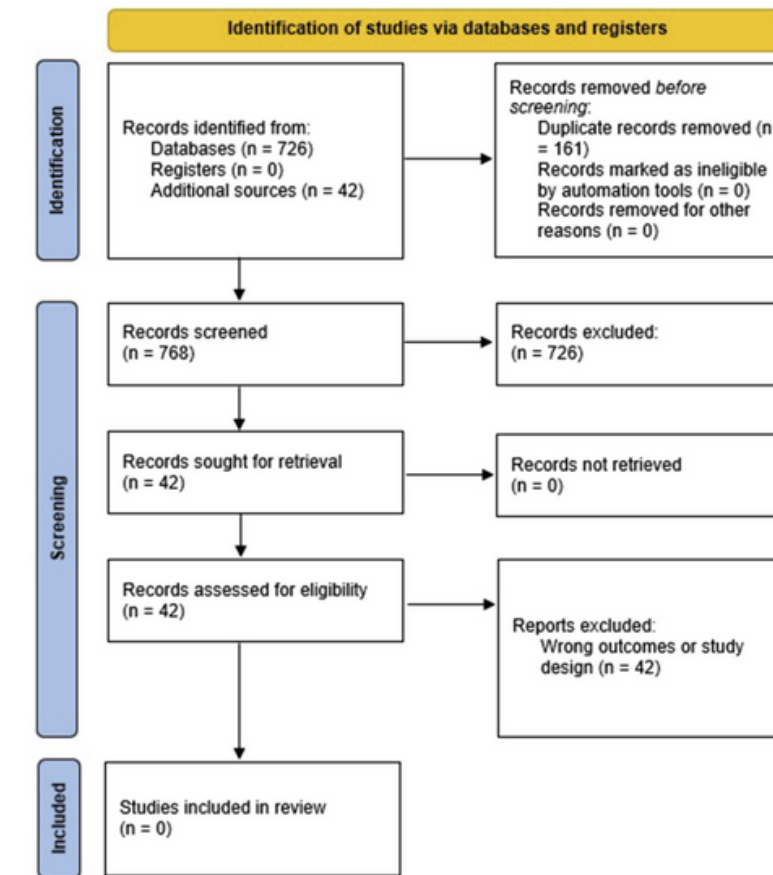 Identification of studies via databases and registers
Identification
Records identified from:
Databases (n = 726)
Registers (n = 0)
Additional sources (n = 42)
Records removed before
screening:
Duplicate records removed (n
= 161)
Records marked as ineligible
by automation tools (n = 0)
Records removed for other
reasons (n = 0)
Screening
Records screened
(n = 768)
Records excluded:
(n = 726)
Records sought for retrieval
(n = 42)
Records not retrieved
(n = 0)
Records assessed for eligibility
(n = 42)
Reports excluded:
Wrong outcomes or study
design (n = 42)
Included
Studies included in review
(n = 0)